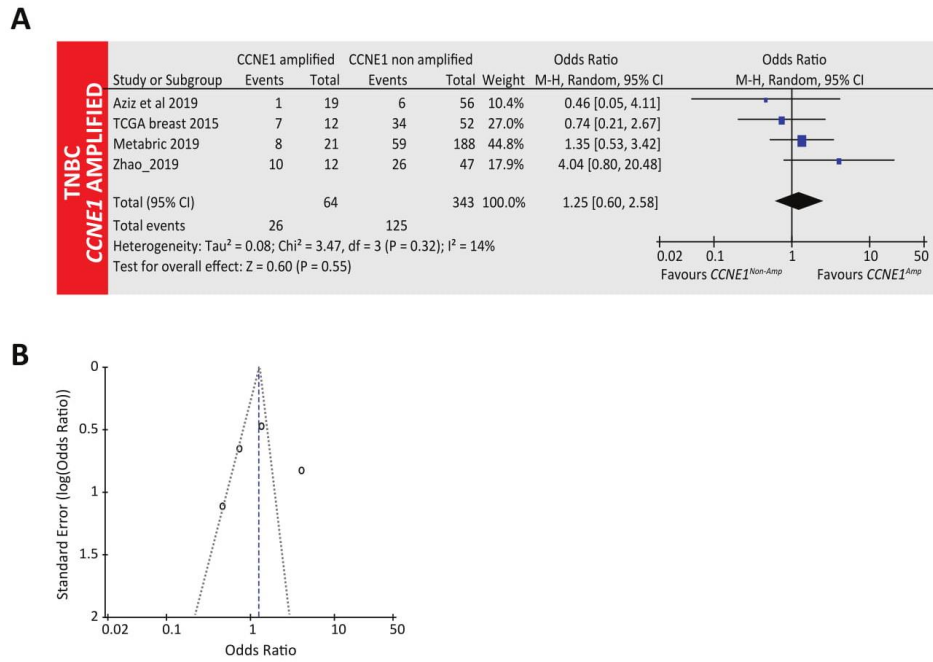 A
TNBC
CCNE1 AMPLIFIED
CCNE1 amplified CCNE1 non amplified Odds Ratio Odds Ratio
Study or Subgroup Events Total Events Total Weight M-H, Random, 95% CI M-H, Random, 95% CI
Aziz et al 2019 1 19 6 56 10.4% 0.46 [0.05, 4.11]
TCGA breast 2015 7 12 34 52 27.0% 0.74 [0.21, 2.67]
Metabric 2019 8 21 59 188 44.8% 1.35 [0.53, 3.42]
Zhao_2019 10 12 26 47 17.9% 4.04 [0.80, 20.48]
Total (95% CI) 64 343 100.0% 1.25 [0.60, 2.58]
Total events 26 125
Heterogeneity: Tau² = 0.08; Chi² = 3.47, df = 3 (P = 0.32); I² = 14%
Test for overall effect: Z = 0.60 (P = 0.55)
0.02 0.1 1 10 50
Favours CCNE1^Non-Amp Favours CCNE1^Amp
B
Standard Error (log(Odds Ratio))
0
0.5
1
1.5
2
0.02 0.1 1 10 50
Odds Ratio